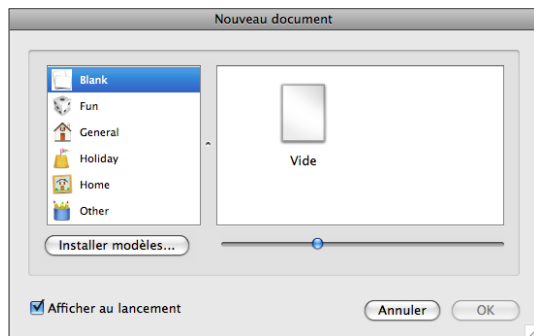 Nouveau document
Blank
Fun
General
Holiday
Home
Other
Vide
Installer modèles...
Afficher au lancement
Annuler
OK